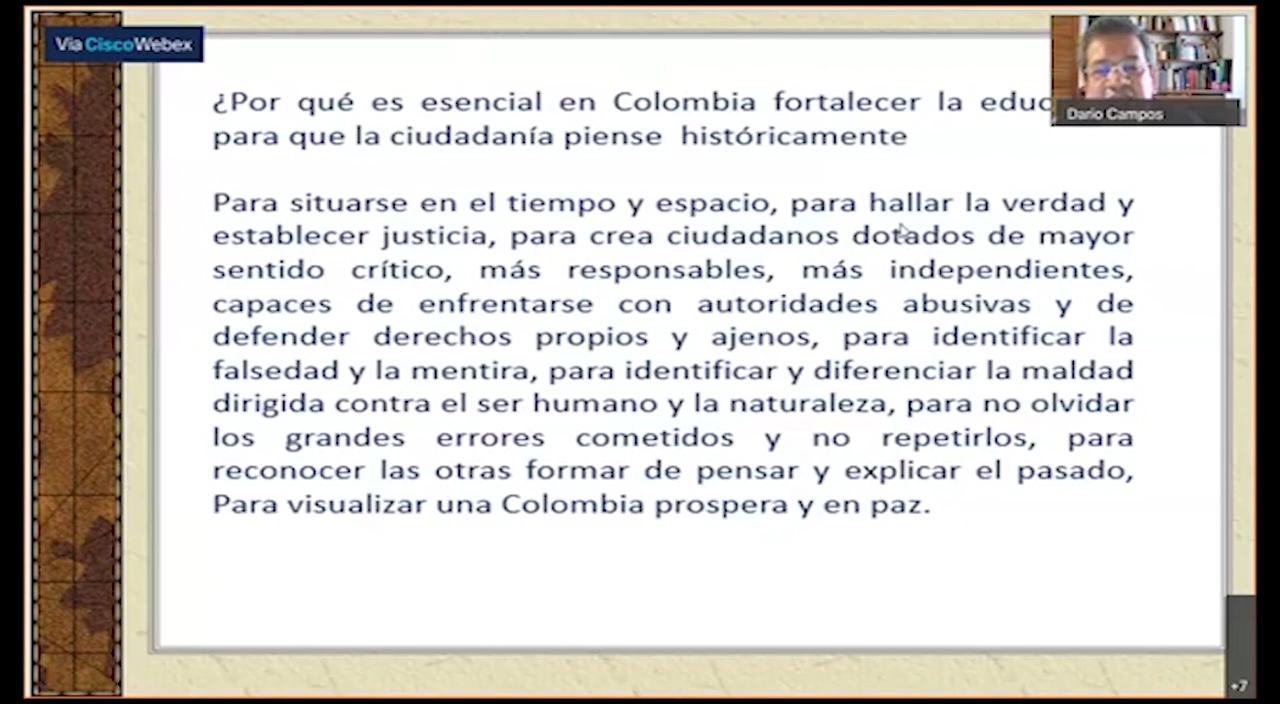 Via CiscoWebex
Dario Campos
¿Por qué es esencial en Colombia fortalecer la
para que la ciudadanía piense históricamente
Para situarse en el tiempo y espacio, para hallar la verdad y
establecer justicia, para crea ciudadanos dotados de mayor
sentido crítico, más responsables, más independientes,
capaces de enfrentarse con autoridades abusivas y de
defender derechos propios y ajenos, para identificar la
falsedad y la mentira, para identificar y diferenciar la maldad
dirigida contra el ser humano y la naturaleza, para no olvidar
los grandes errores cometidos y no repetirlos, para
reconocer las otras formar de pensar y explicar el pasado,
Para visualizar una Colombia prospera y en paz.
+7